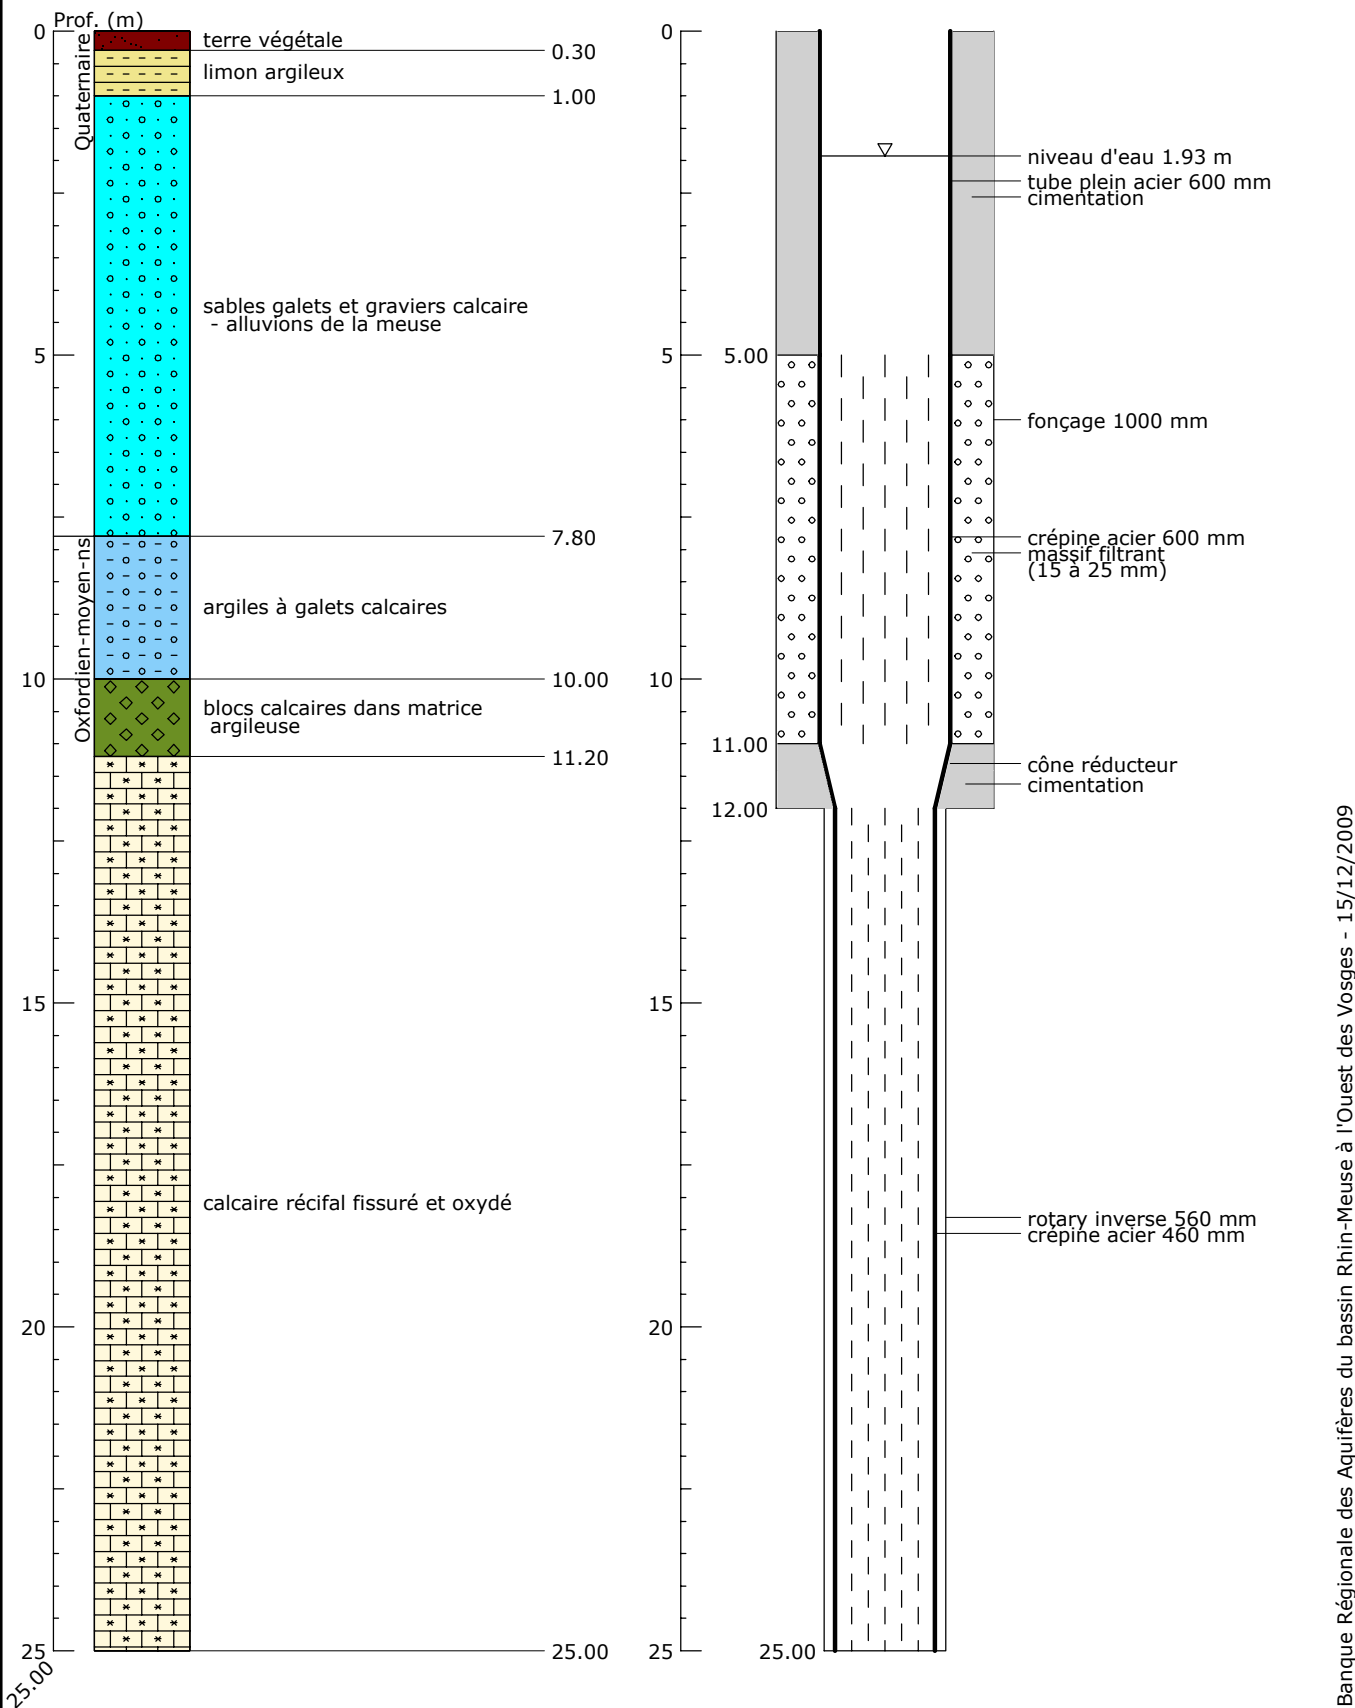 Prof. (m)
0
Quaternaire
terre végétale
0.30
limon argileux
1.00
sables galets et graviers calcaire
- alluvions de la meuse
5
7.80
Oxfordien-moyen-ns
argiles à galets calcaires
10
10.00
blocs calcaires dans matrice
argileuse
11.20
15
calcaire récifal fissuré et oxydé
20
25
25.00
25.00
0
niveau d'eau 1.93 m
tube plein acier 600 mm
cimentation
5
5.00
fonçage 1000 mm
crépine acier 600 mm
massif filtrant
(15 à 25 mm)
10
11.00
cône réducteur
cimentation
12.00
15
rotary inverse 560 mm
crépine acier 460 mm
20
25
25.00
Banque Régionale des Aquifères du bassin Rhin-Meuse à l'Ouest des Vosges - 15/12/2009